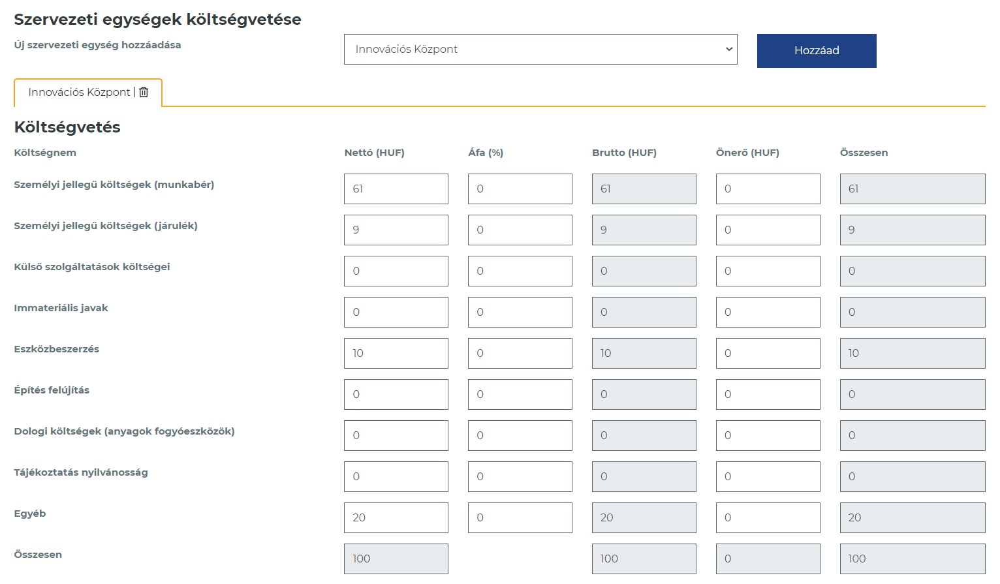 Szervezeti egységek költségvetése
Új szervezeti egység hozzáadása Innovációs Központ Hozzáad
Innovációs Központ
Költségvetés
Költségnem Nettó (HUF) Áfa (%) Brutto (HUF) Önerő (HUF) Összesen
Személyi jellegű költségek (munkabér) 61 0 61 0 61
Személyi jellegű költségek (járulék) 9 0 9 0 9
Külső szolgáltatások költségei 0 0 0 0 0
Immateriális javak 0 0 0 0 0
Eszközbeszerzés 10 0 10 0 10
Építés felújítás 0 0 0 0 0
Dologi költségek (anyagok fogyóeszközök) 0 0 0 0 0
Tájékoztatás nyilvánosság 0 0 0 0 0
Egyéb 20 0 20 0 20
Összesen 100 100 0 100